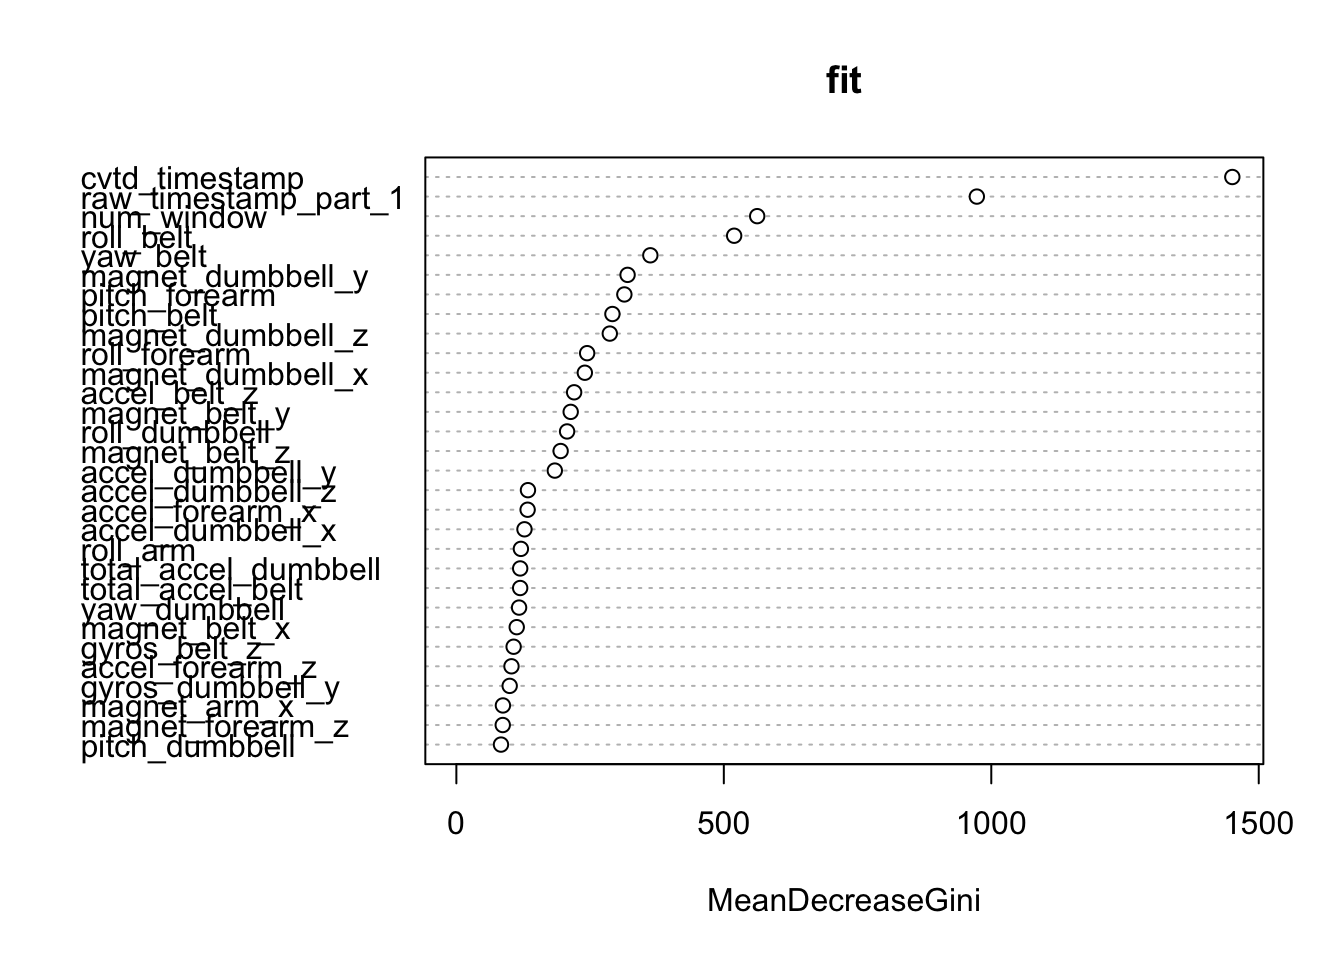 fit
cvtd_timestamp
raw_timestamp_part_1
num_window
roll_belt
yaw_belt
magnet_dumbbell_y
pitch_forearm
pitch_belt
magnet_dumbbell_z
roll_forearm
magnet_dumbbell_x
accel_belt_z
magnet_belt_y
roll_dumbbell
magnet_belt_z
accel_dumbbell_y
accel_dumbbell_z
accel_forearm_x
accel_dumbbell_x
roll_arm
total_accel_dumbbell
total_accel_belt
yaw_dumbbell
magnet_belt_x
gyros_belt_z
accel_forearm_z
gyros_dumbbell_y
magnet_arm_x
magnet_forearm_z
pitch_dumbbell
0 500 1000 1500
MeanDecreaseGini